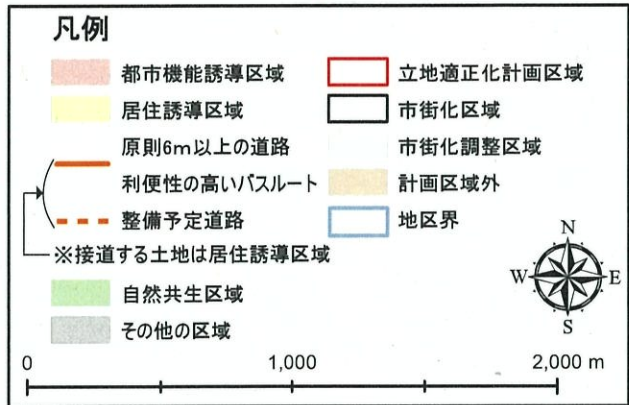 凡例
都市機能誘導区域
居住誘導区域
原則6m以上の道路
利便性の高いバスルート
整備予定道路
※接道する土地は居住誘導区域
自然共生区域
その他の区域
立地適正化計画区域
市街化区域
市街化調整区域
計画区域外
地区界
N
W E
S
0 1,000 2,000 m